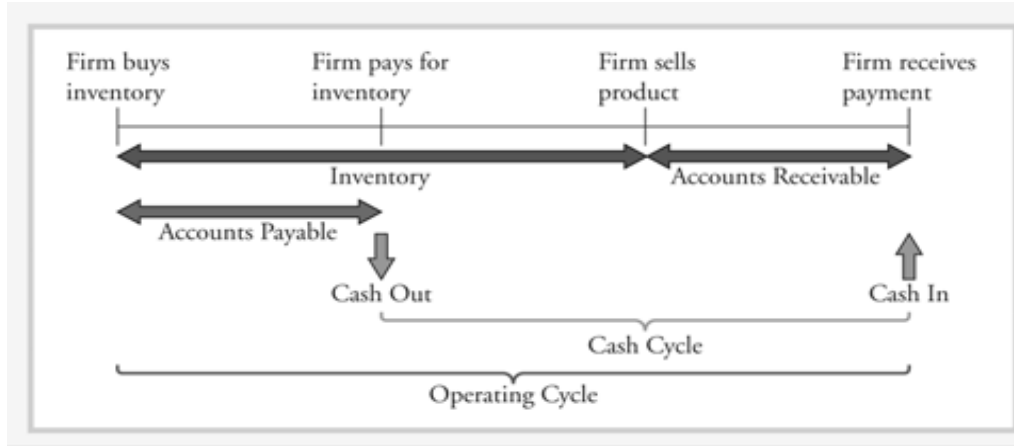 Firm buys
inventory
Firm pays for
inventory
Firm sells
product
Firm receives
payment
Inventory
Accounts Receivable
Accounts Payable
Cash Out
Cash In
Cash Cycle
Operating Cycle